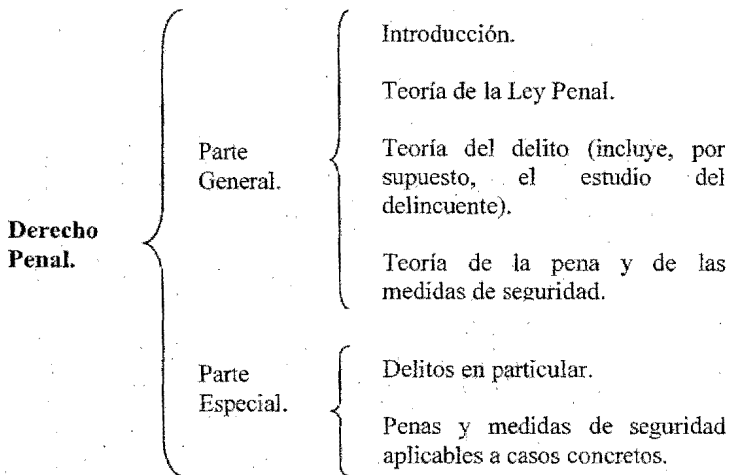 Derecho
Penal.
Parte
General.
Introducción.
Teoría de la Ley Penal.
Teoría del delito (incluye, por
supuesto, el estudio del
delincuente).
Teoría de la pena y de las
medidas de seguridad.
Parte
Especial.
Delitos en particular.
Penas y medidas de seguridad
aplicables a casos concretos.